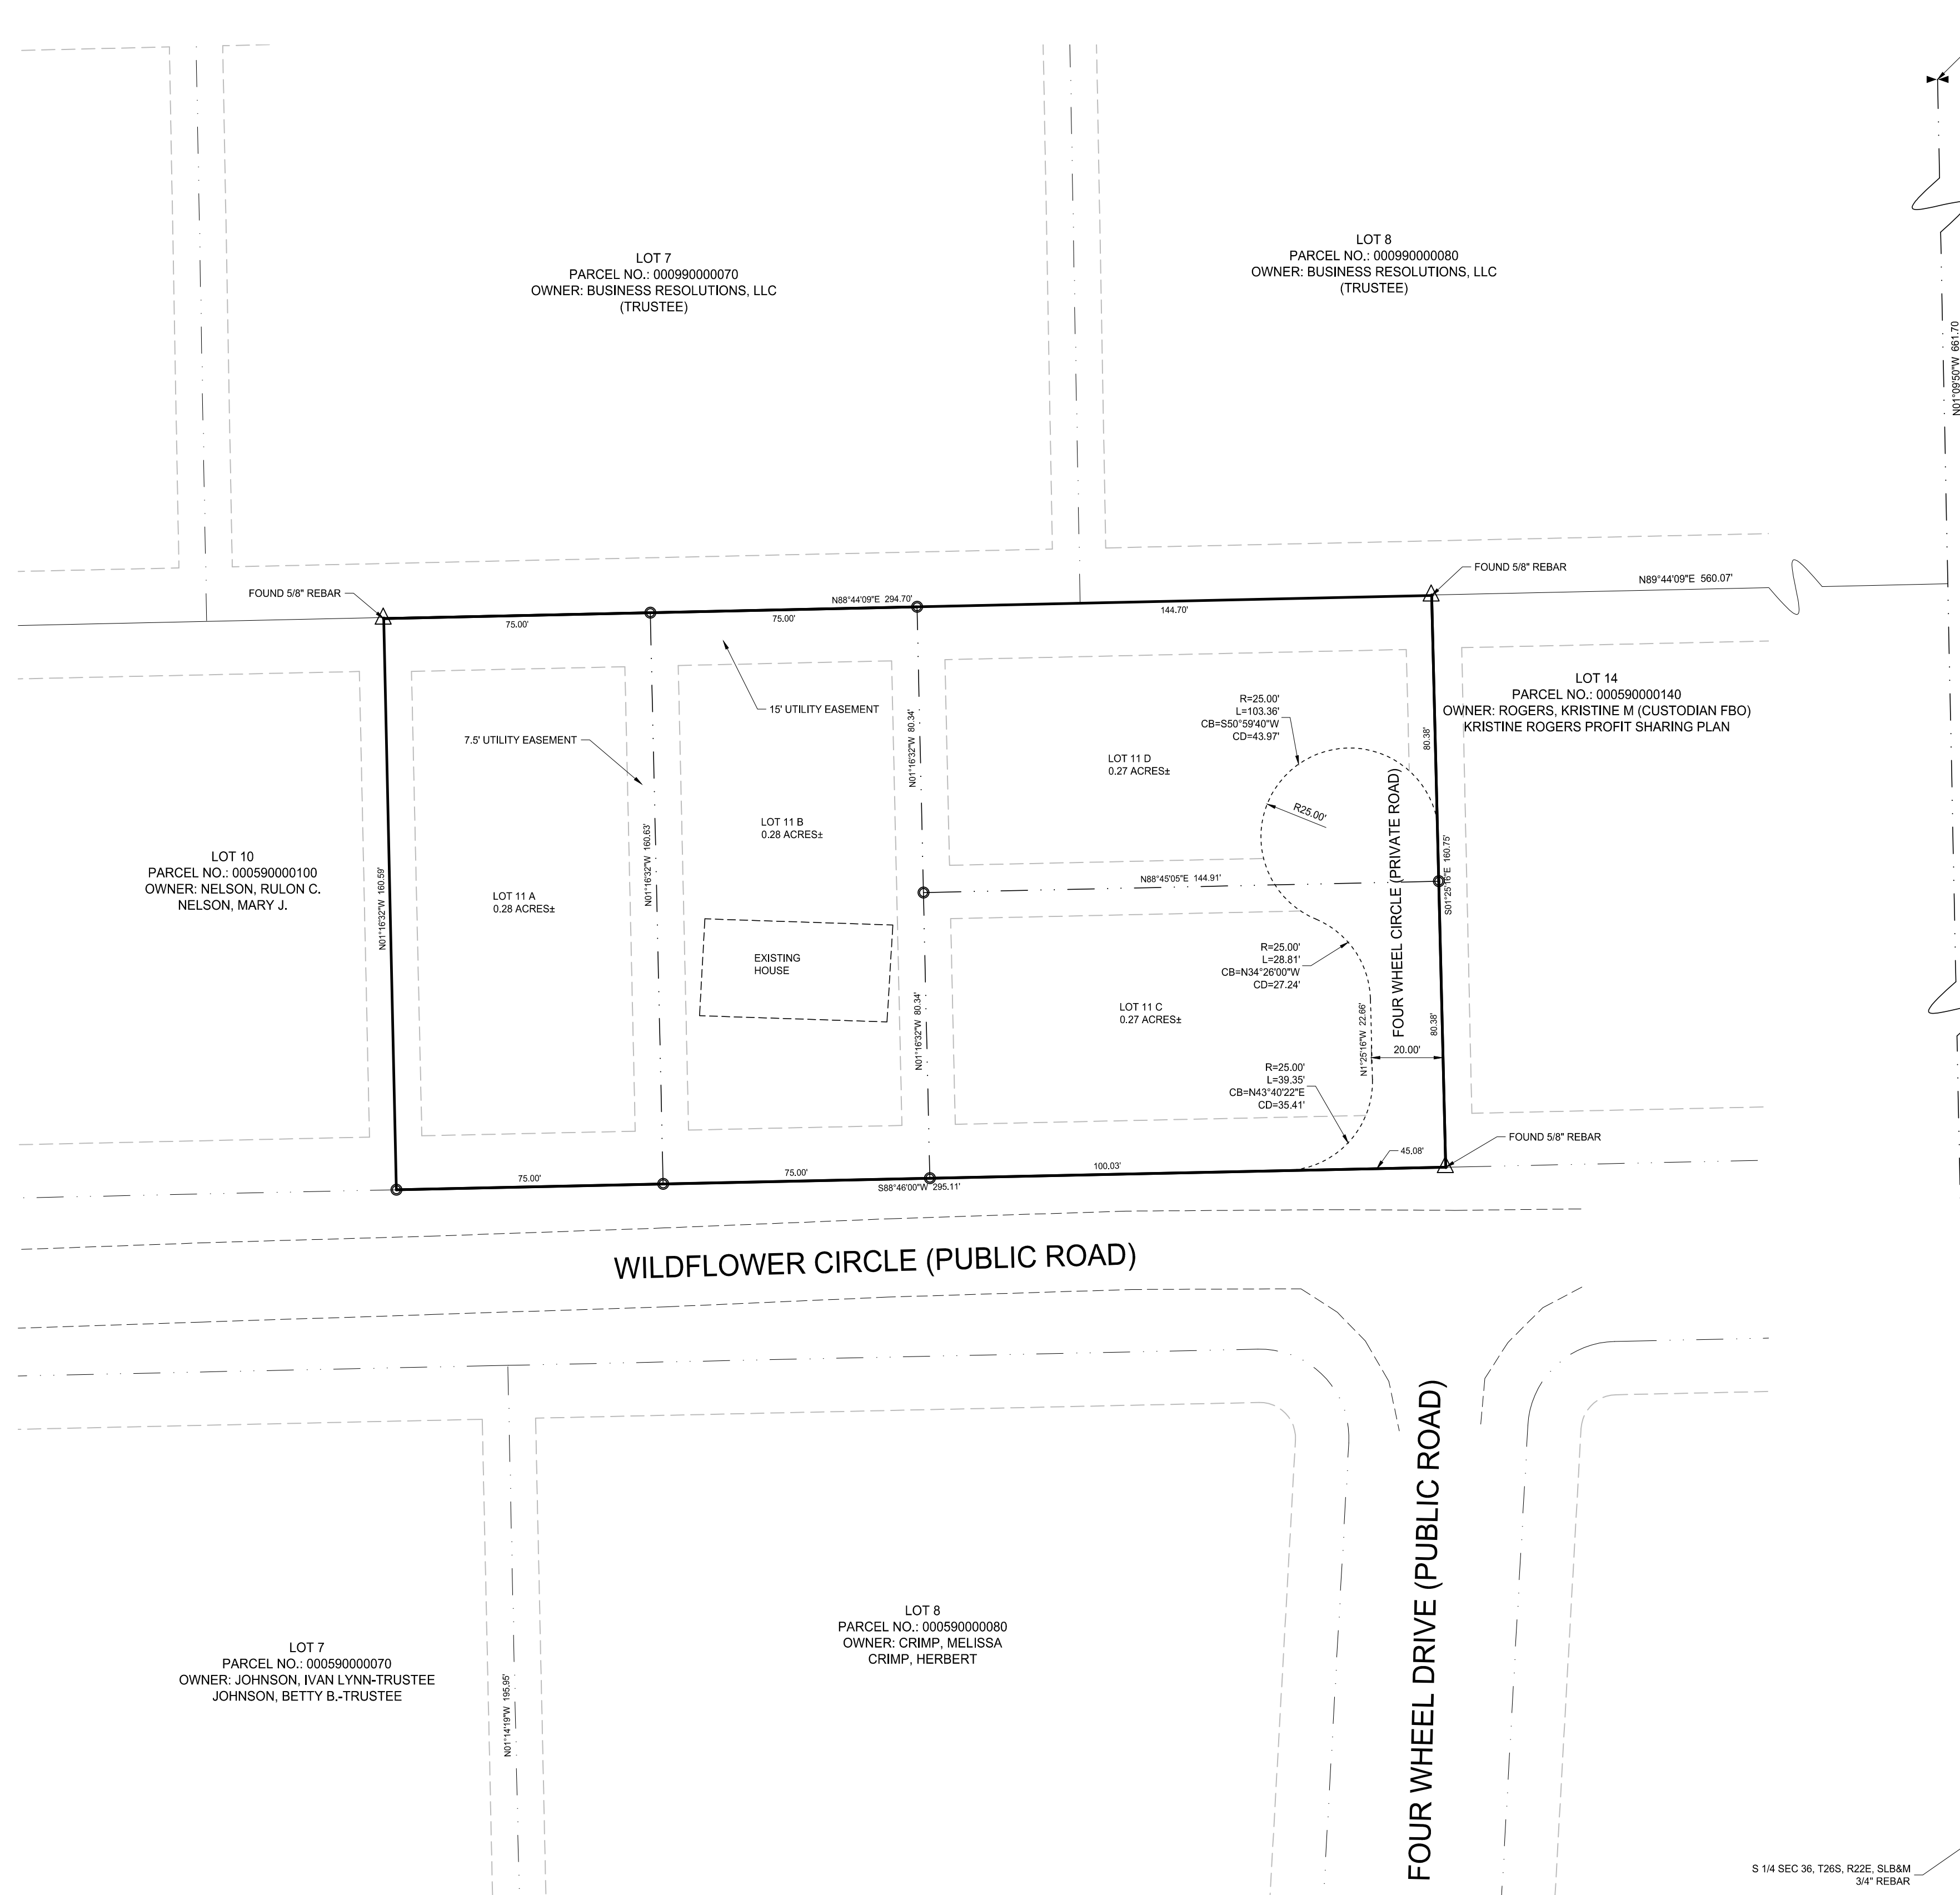 LOT 7
PARCEL NO.: 000990000070
OWNER: BUSINESS RESOLUTIONS, LLC
(TRUSTEE)
LOT 8
PARCEL NO.: 000990000080
OWNER: BUSINESS RESOLUTIONS, LLC
(TRUSTEE)
N01°09'50"W 661.70
FOUND 5/8" REBAR
N88°44'09"E 294.70'
FOUND 5/8" REBAR
N89°44'09"E 560.07'
75.00'
75.00'
144.70'
15' UTILITY EASEMENT
7.5' UTILITY EASEMENT
R=25.00'
L=103.36'
CB=S50°59'40"W
CD=43.97'
LOT 14
PARCEL NO.: 000590000140
OWNER: ROGERS, KRISTINE M (CUSTODIAN FBO)
KRISTINE ROGERS PROFIT SHARING PLAN
N01°16'32"W 80.34'
80.38'
LOT 11 D
0.27 ACRES±
R25.00'
LOT 11 B
0.28 ACRES±
LOT 10
PARCEL NO.: 000590000100
OWNER: NELSON, RULON C.
NELSON, MARY J.
N01°16'32"W 160.59'
LOT 11 A
0.28 ACRES±
N01°16'32"W 160.63'
N88°45'05"E 144.91'
FOUR WHEEL CIRCLE (PRIVATE ROAD)
S01°25'16"E 160.75'
EXISTING
HOUSE
R=25.00'
L=28.81'
CB=N34°26'00"W
CD=27.24'
LOT 11 C
0.27 ACRES±
N01°16'32"W 80.34'
N1°25'16"W 22.66'
80.38'
20.00'
R=25.00'
L=39.35'
CB=N43°40'22"E
CD=35.41'
FOUND 5/8" REBAR
45.08'
75.00'
75.00'
100.03'
S88°46'00"W 295.11'
WILDFLOWER CIRCLE (PUBLIC ROAD)
FOUR WHEEL DRIVE (PUBLIC ROAD)
LOT 8
PARCEL NO.: 000590000080
OWNER: CRIMP, MELISSA
CRIMP, HERBERT
LOT 7
PARCEL NO.: 000590000070
OWNER: JOHNSON, IVAN LYNN-TRUSTEE
JOHNSON, BETTY B.-TRUSTEE
N01°14'19"W 195.95'
S 1/4 SEC 36, T26S, R22E, SLB&M
3/4" REBAR